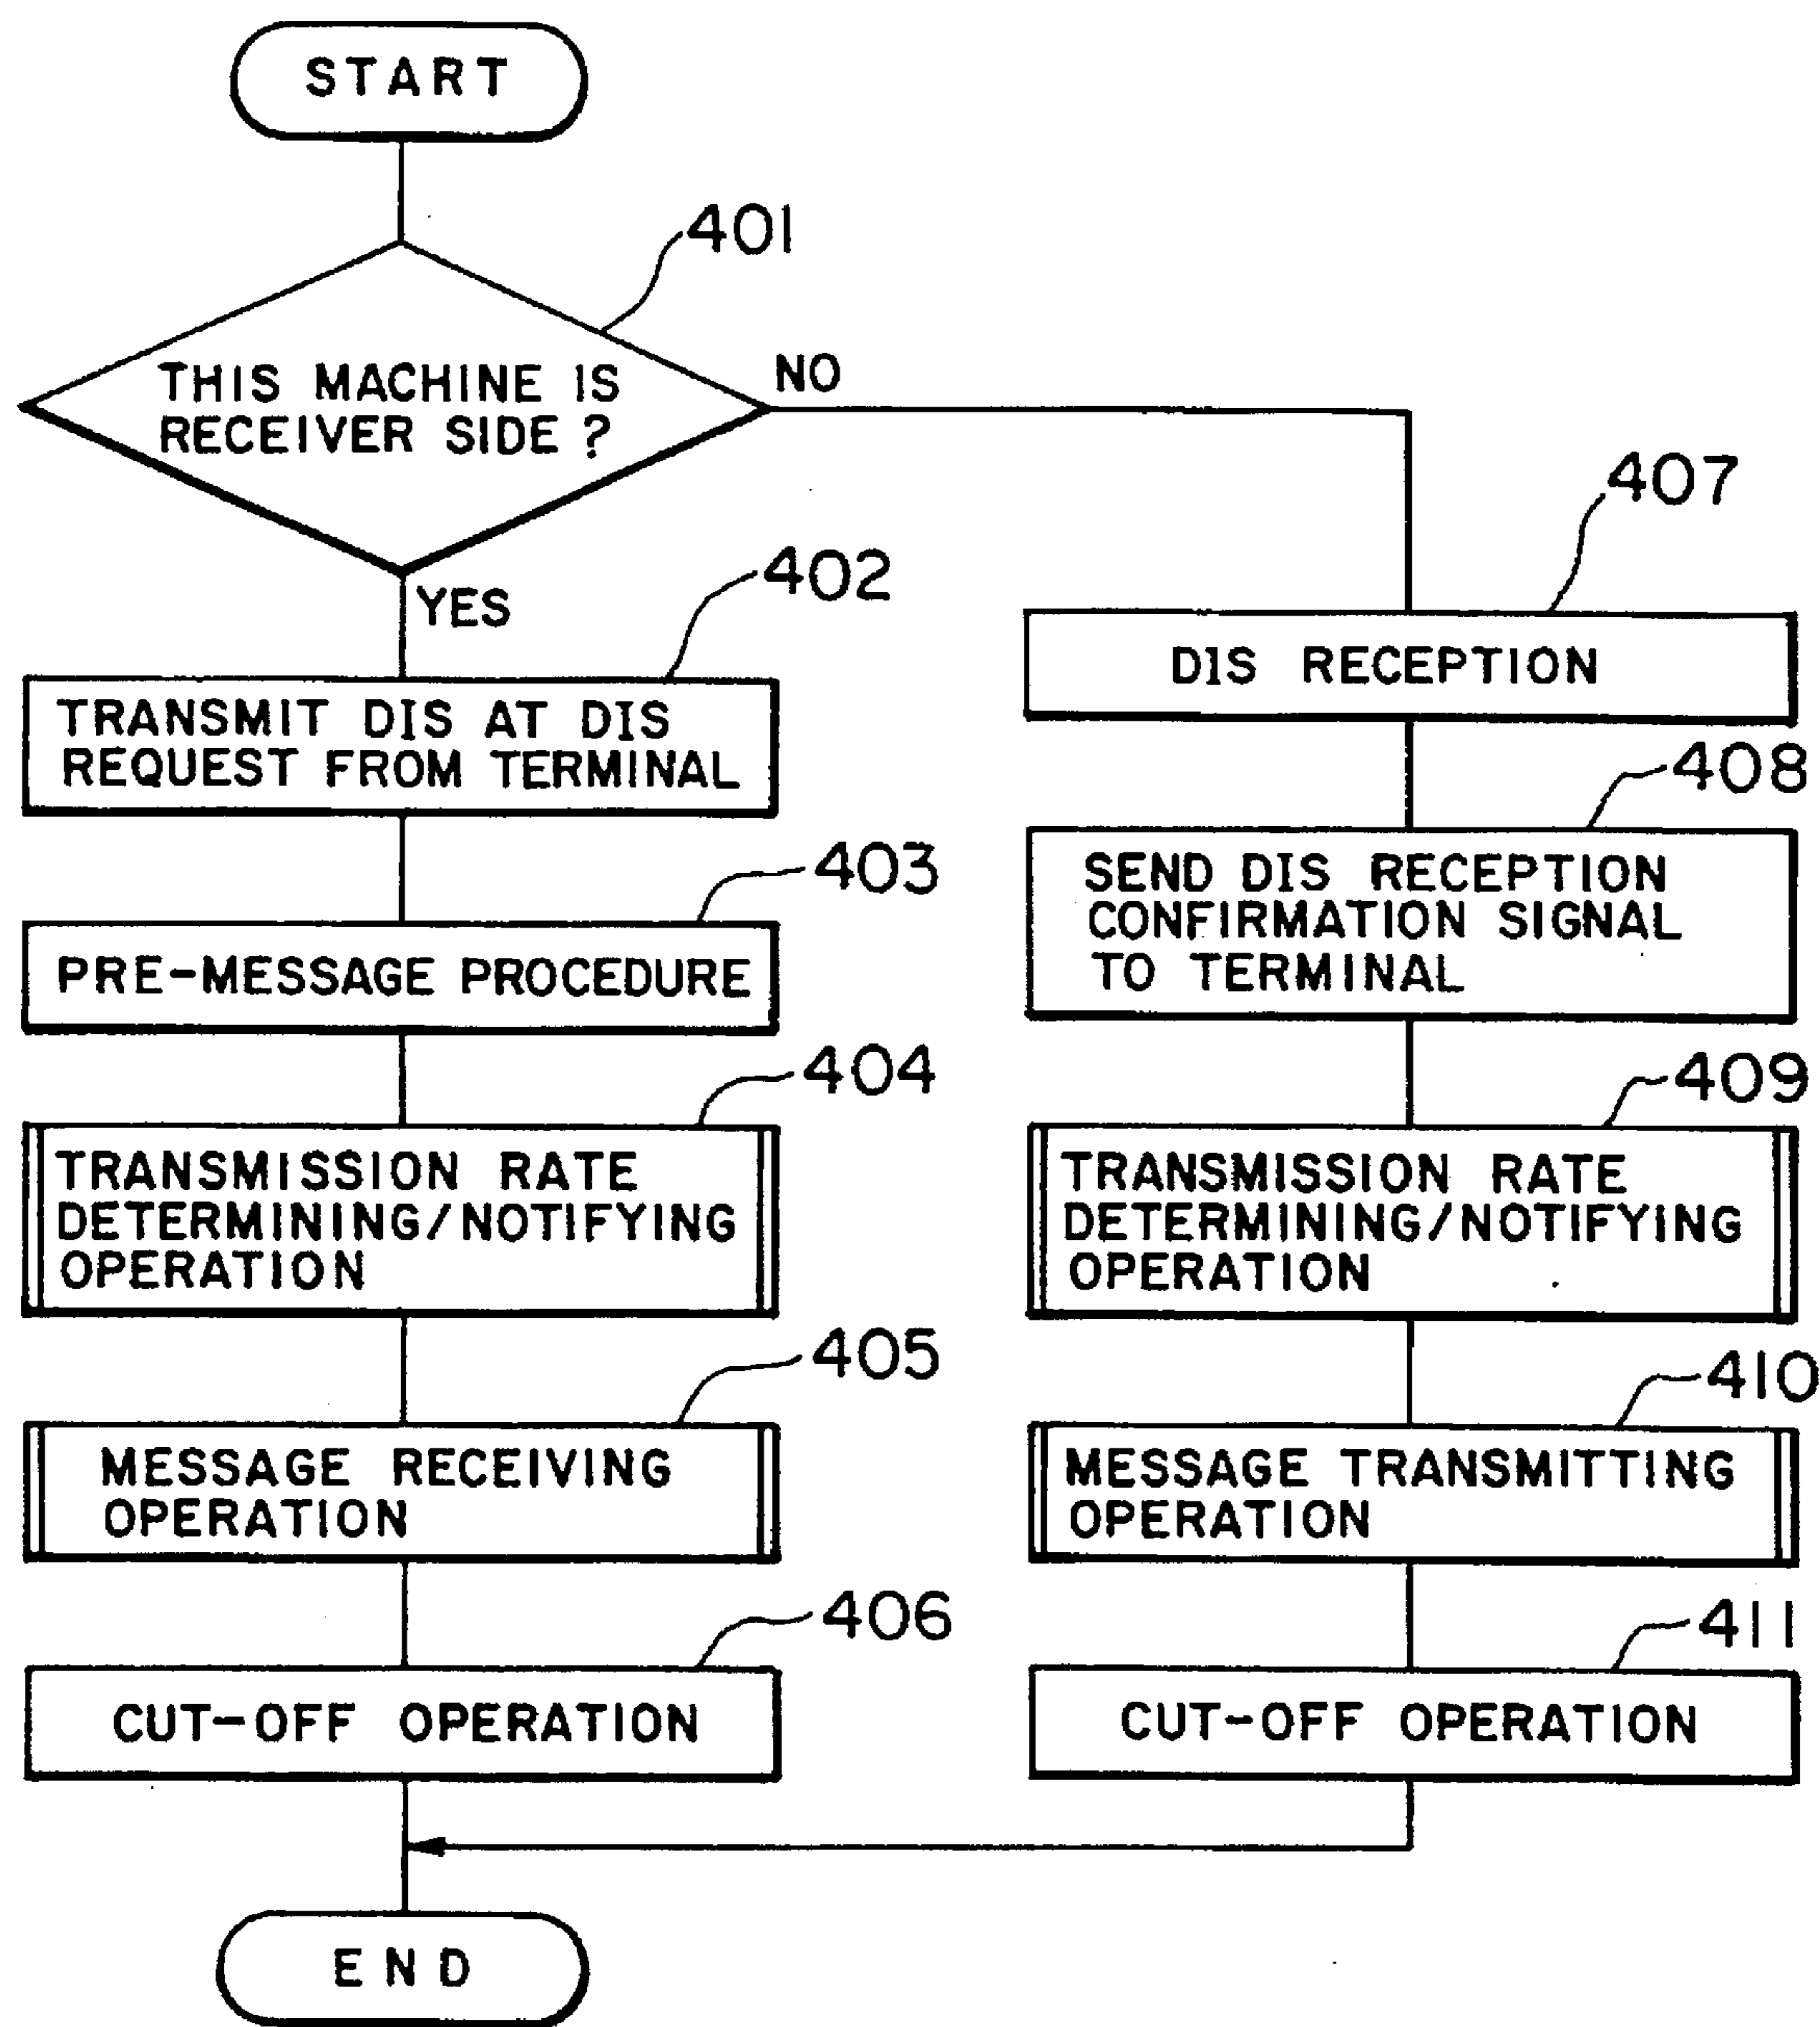 START
401
THIS MACHINE IS
RECEIVER SIDE ?
NO
YES
402
TRANSMIT DIS AT DIS
REQUEST FROM TERMINAL
403
PRE-MESSAGE PROCEDURE
404
TRANSMISSION RATE
DETERMINING/NOTIFYING
OPERATION
405
MESSAGE RECEIVING
OPERATION
406
CUT-OFF OPERATION
407
DIS RECEPTION
408
SEND DIS RECEPTION
CONFIRMATION SIGNAL
TO TERMINAL
409
TRANSMISSION RATE
DETERMINING/NOTIFYING
OPERATION
410
MESSAGE TRANSMITTING
OPERATION
411
CUT-OFF OPERATION
END